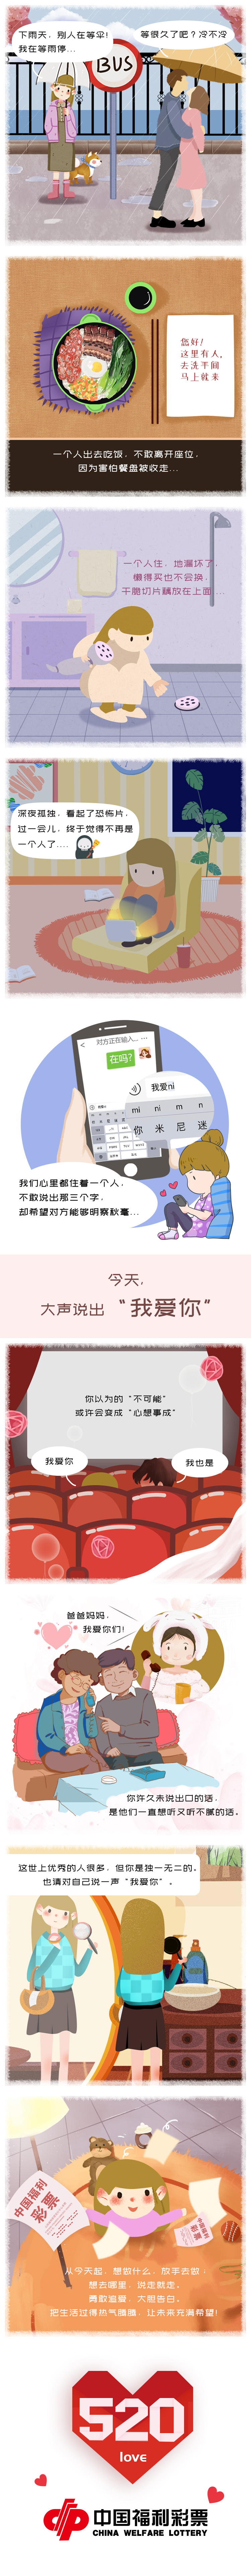 下雨天，别人在等伞！
我在等雨停...
等很久了吧？冷不冷
BUS
您好！
这里有人，
去洗手间
马上就来
一个人出去吃饭，不敢离开座位，
因为害怕餐盘被收走...
一个人住，地漏坏了，
懒得买也不会换，
干脆切片藕放在上面...
深夜孤独，看起了恐怖片，
过一会儿，终于觉得不再是
一个人了....
对方正在输入...
在吗?
我爱ni
mi ni m n
你 米 尼 迷
我们心里都住着一个人，
不敢说出那三个字，
却希望对方能够明察秋毫...
今天，
大声说出“我爱你”
你以为的“不可能”
或许会变成“心想事成”
我爱你
我也是
爸爸妈妈，
我爱你们！
你许久未说出口的话，
是他们一直想听又听不腻的话。
这世上优秀的人很多，但你是独一无二的。
也请对自己说一声“我爱你”。
中国福利
彩票
中国福利
彩票
从今天起，想做什么，放手去做，
想去哪里，说走就走。
勇敢追爱，大胆告白。
把生活过得热气腾腾，让未来充满希望！
520
love
中国福利彩票
CHINA WELFARE LOTTERY